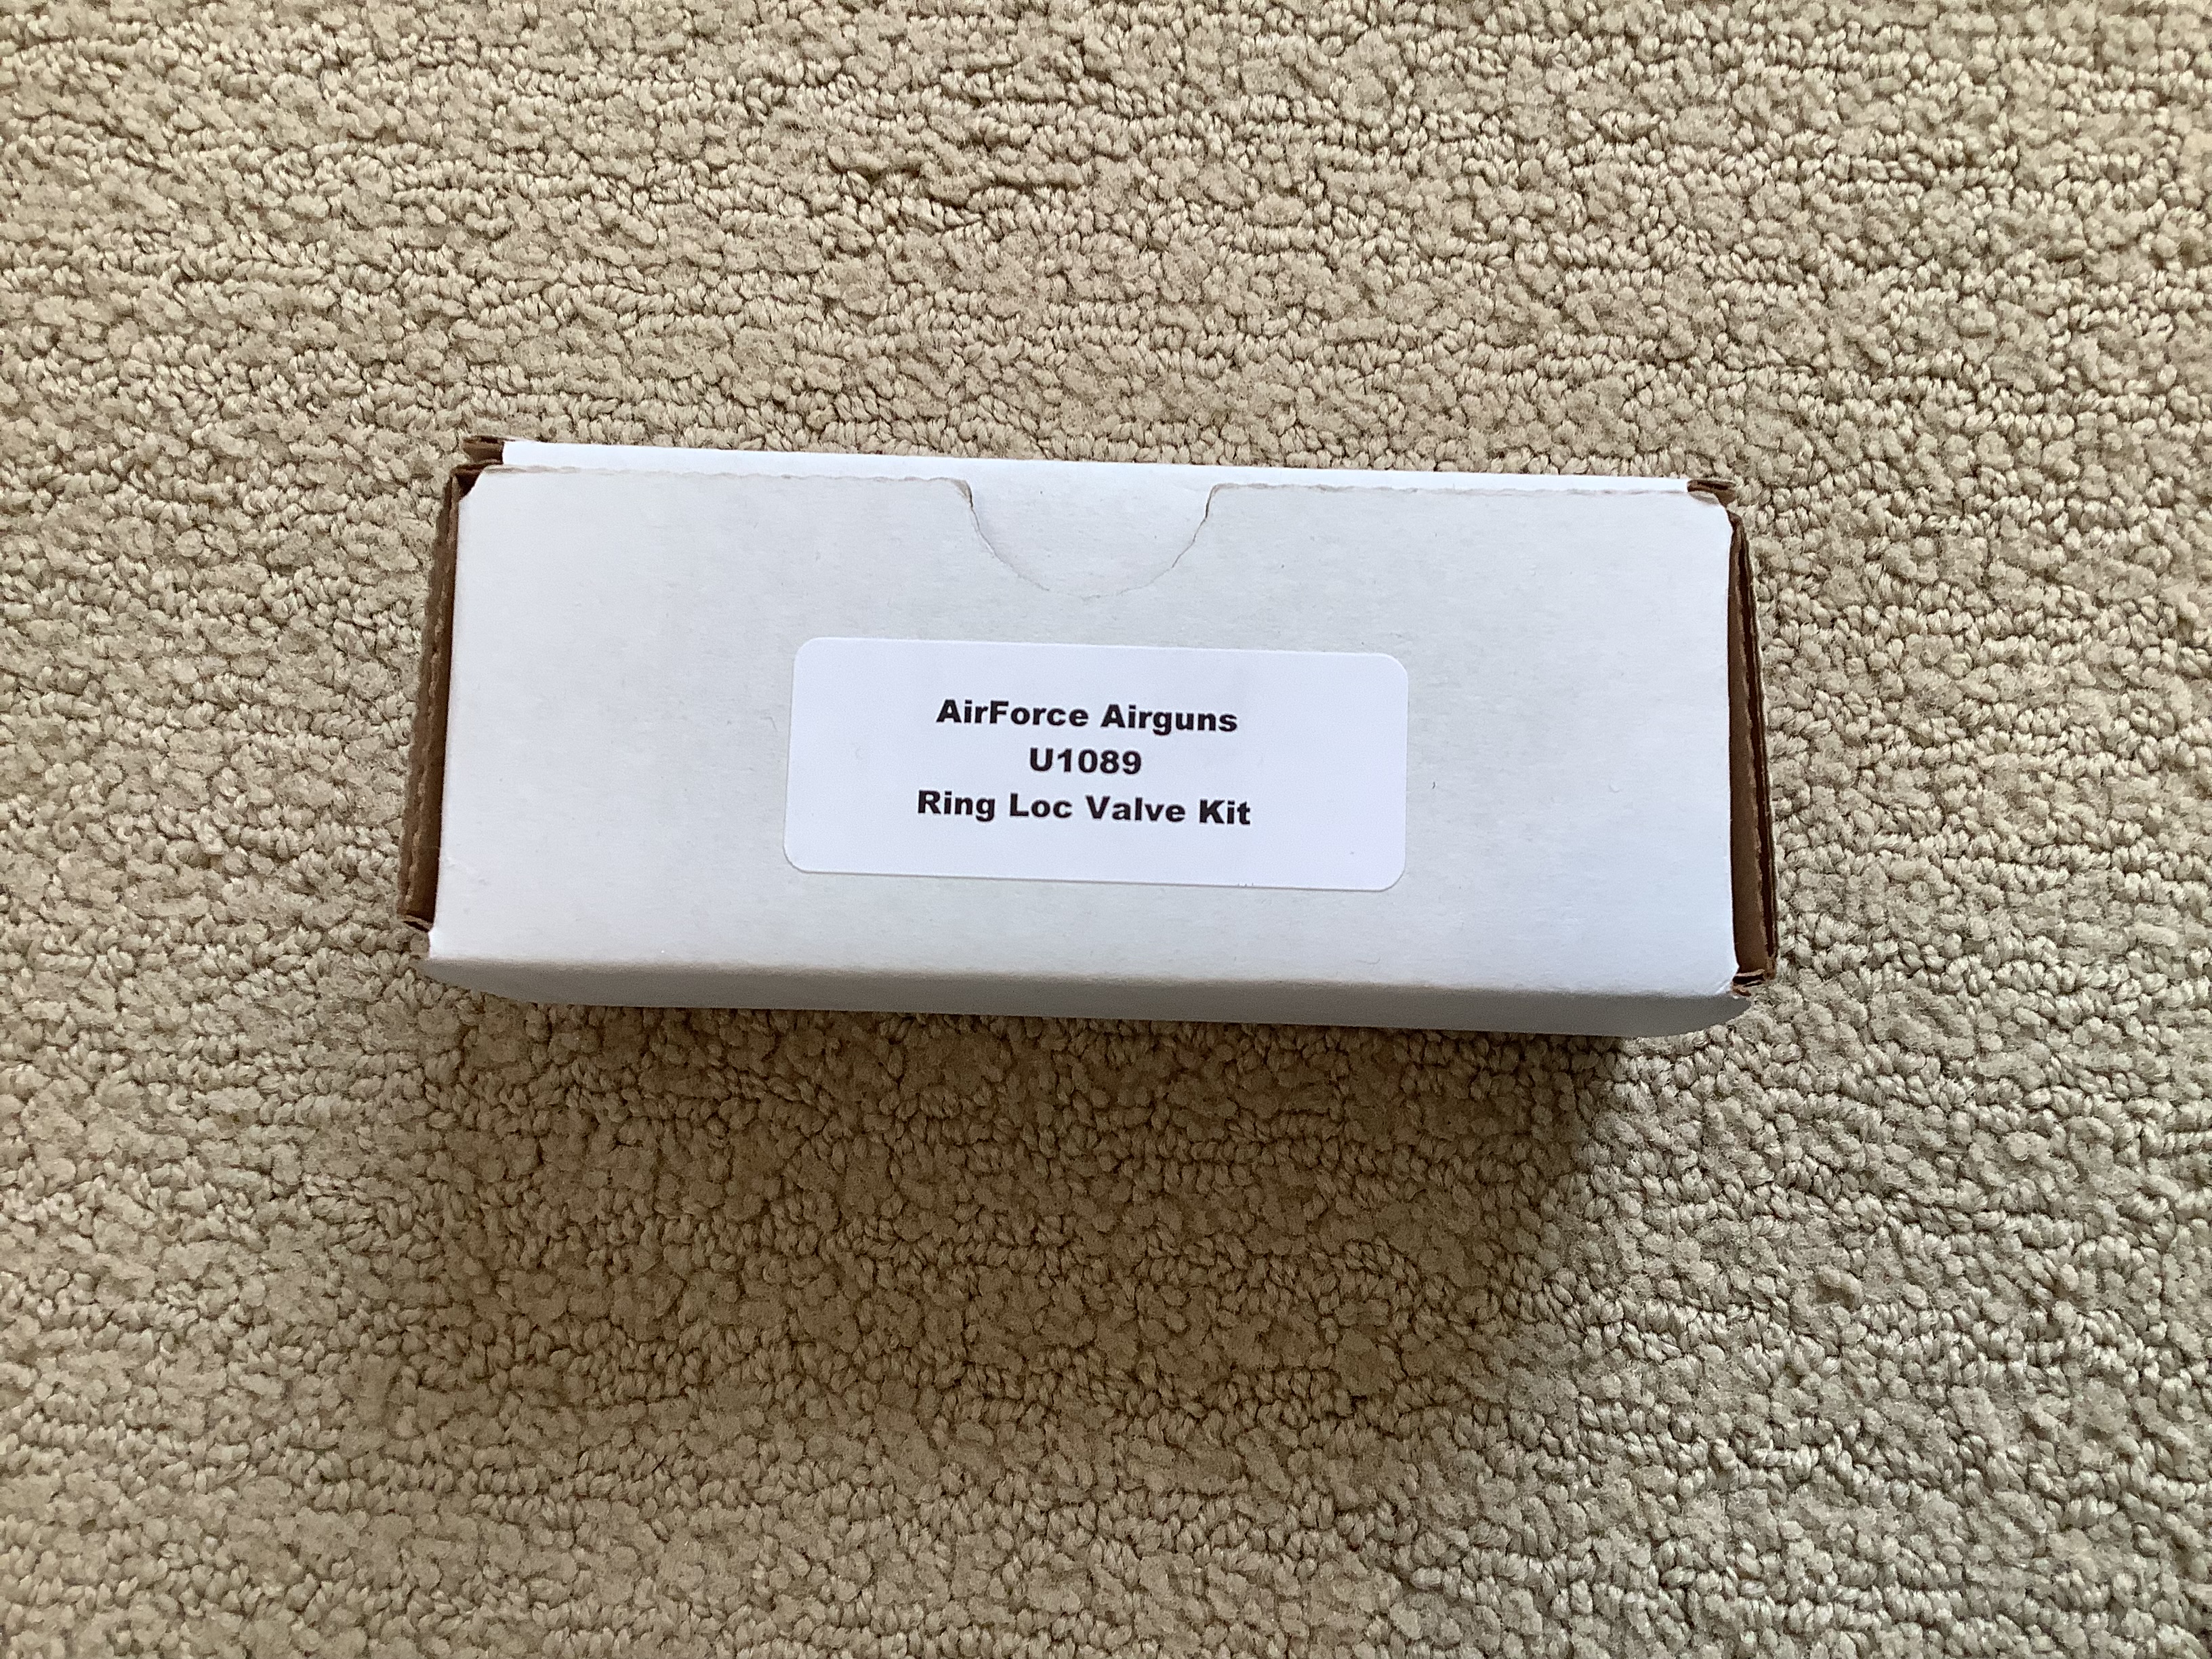 AirForce Airguns
U1089
Ring Loc Valve Kit